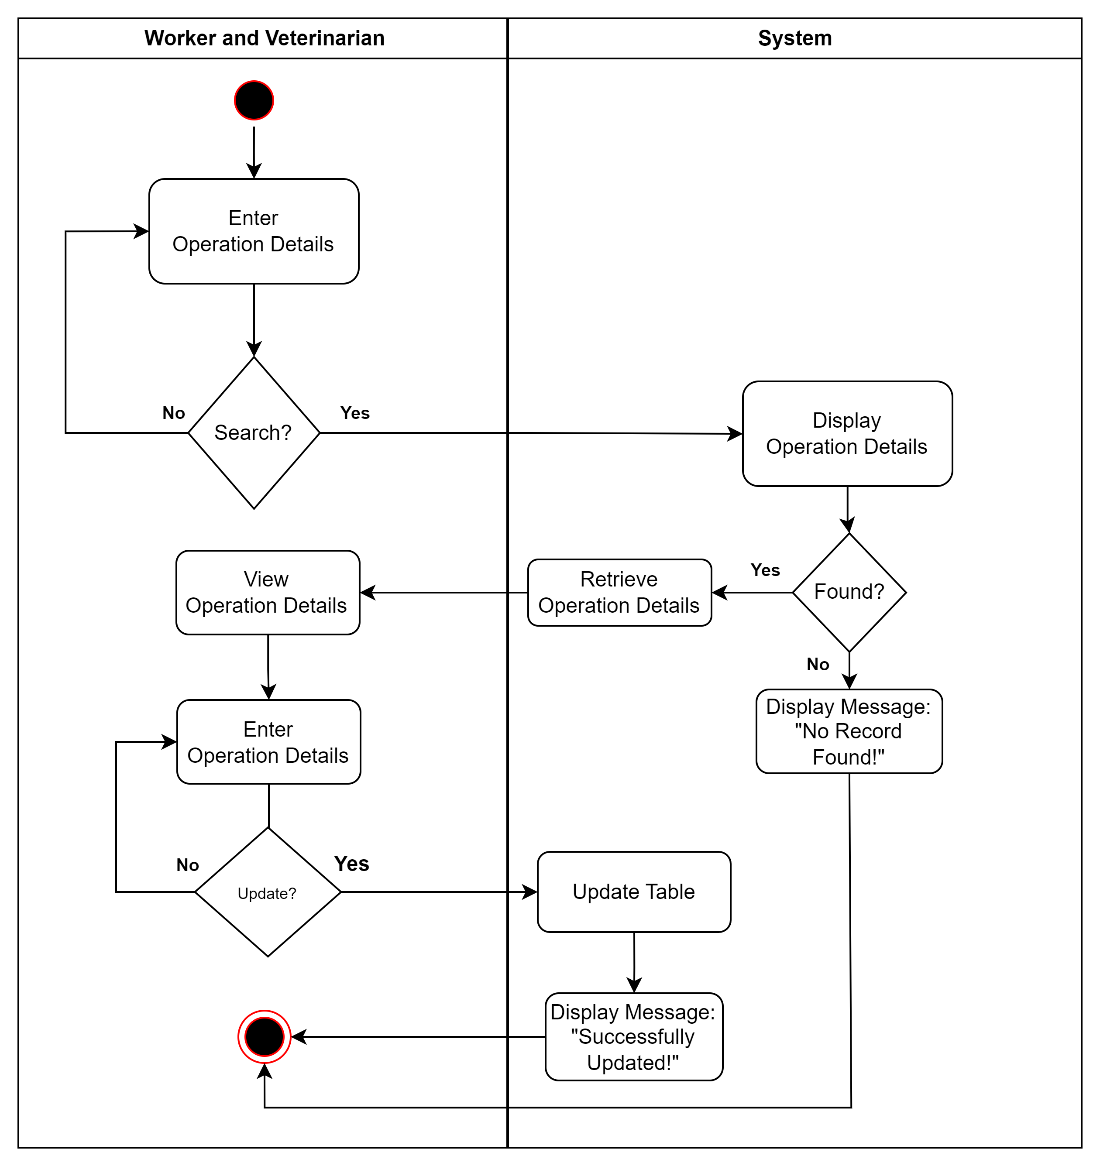 Worker and Veterinarian
System
Enter
Operation Details
No
Search?
Yes
Display
Operation Details
View
Operation Details
Retrieve
Operation Details
Yes
Found?
No
Enter
Operation Details
Display Message:
"No Record
Found!"
No
Update?
Yes
Update Table
Display Message:
"Successfully
Updated!"